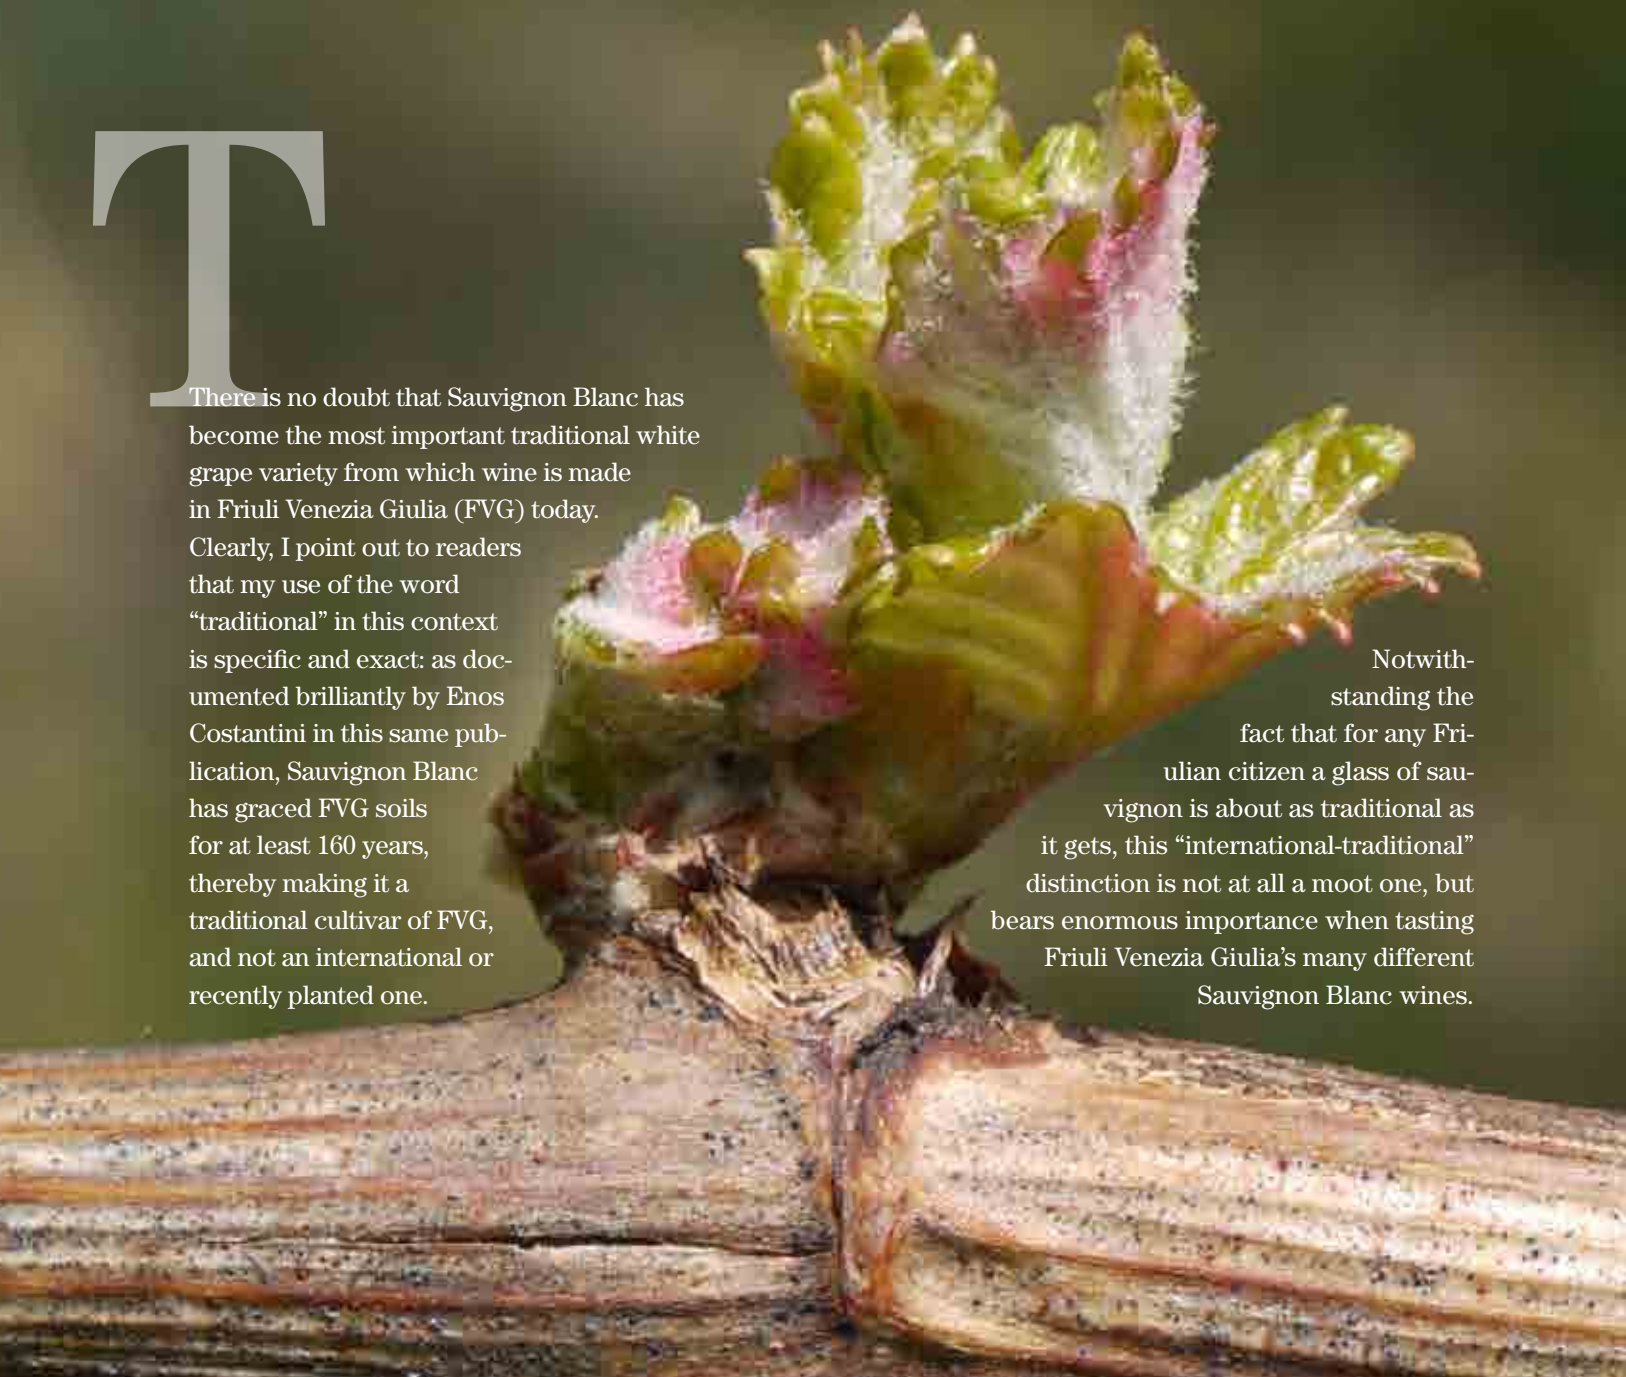 T
There is no doubt that Sauvignon Blanc has
become the most important traditional white
grape variety from which wine is made
in Friuli Venezia Giulia (FVG) today.
Clearly, I point out to readers
that my use of the word
“traditional” in this context
is specific and exact: as doc-
umented brilliantly by Enos
Costantini in this same pub-
lication, Sauvignon Blanc
has graced FVG soils
for at least 160 years,
thereby making it a
traditional cultivar of FVG,
and not an international or
recently planted one.
Notwith-
standing the
fact that for any Fri-
ulian citizen a glass of sau-
vignon is about as traditional as
it gets, this “international-traditional”
distinction is not at all a moot one, but
bears enormous importance when tasting
Friuli Venezia Giulia’s many different
Sauvignon Blanc wines.